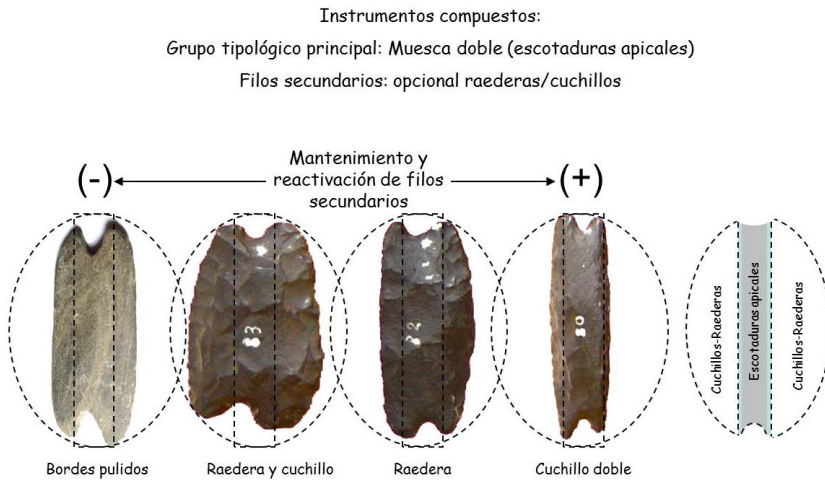 Instrumentos compuestos:
Grupo tipológico principal: Muesca doble (escotaduras apicales)
Filos secundarios: opcional raederas/cuchillos
(-)
Mantenimiento y
reactivación de filos
secundarios
(+)
83
82
80
Cuchillos-Raederas
Escotaduras apicales
Cuchillos-Raederas
Bordes pulidos
Raedera y cuchillo
Raedera
Cuchillo doble